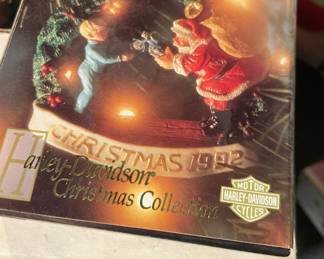 CHRISTMAS 1992
Harley-Davidson®
Christmas Collection
MOTOR
HARLEY-DAVIDSON
CYCLES